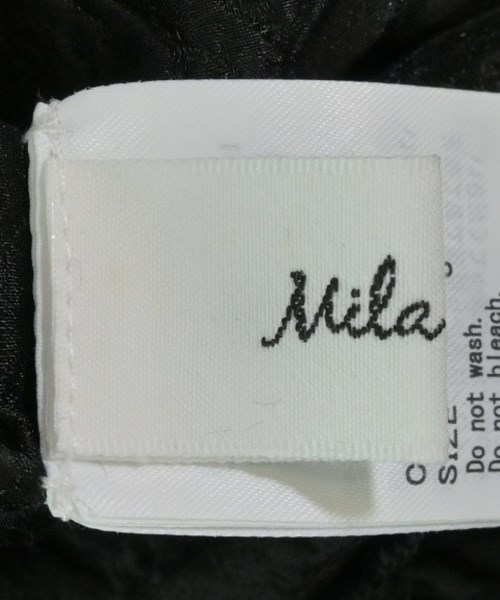 Mila
SIZE
Do not wash.
Do not bleach.